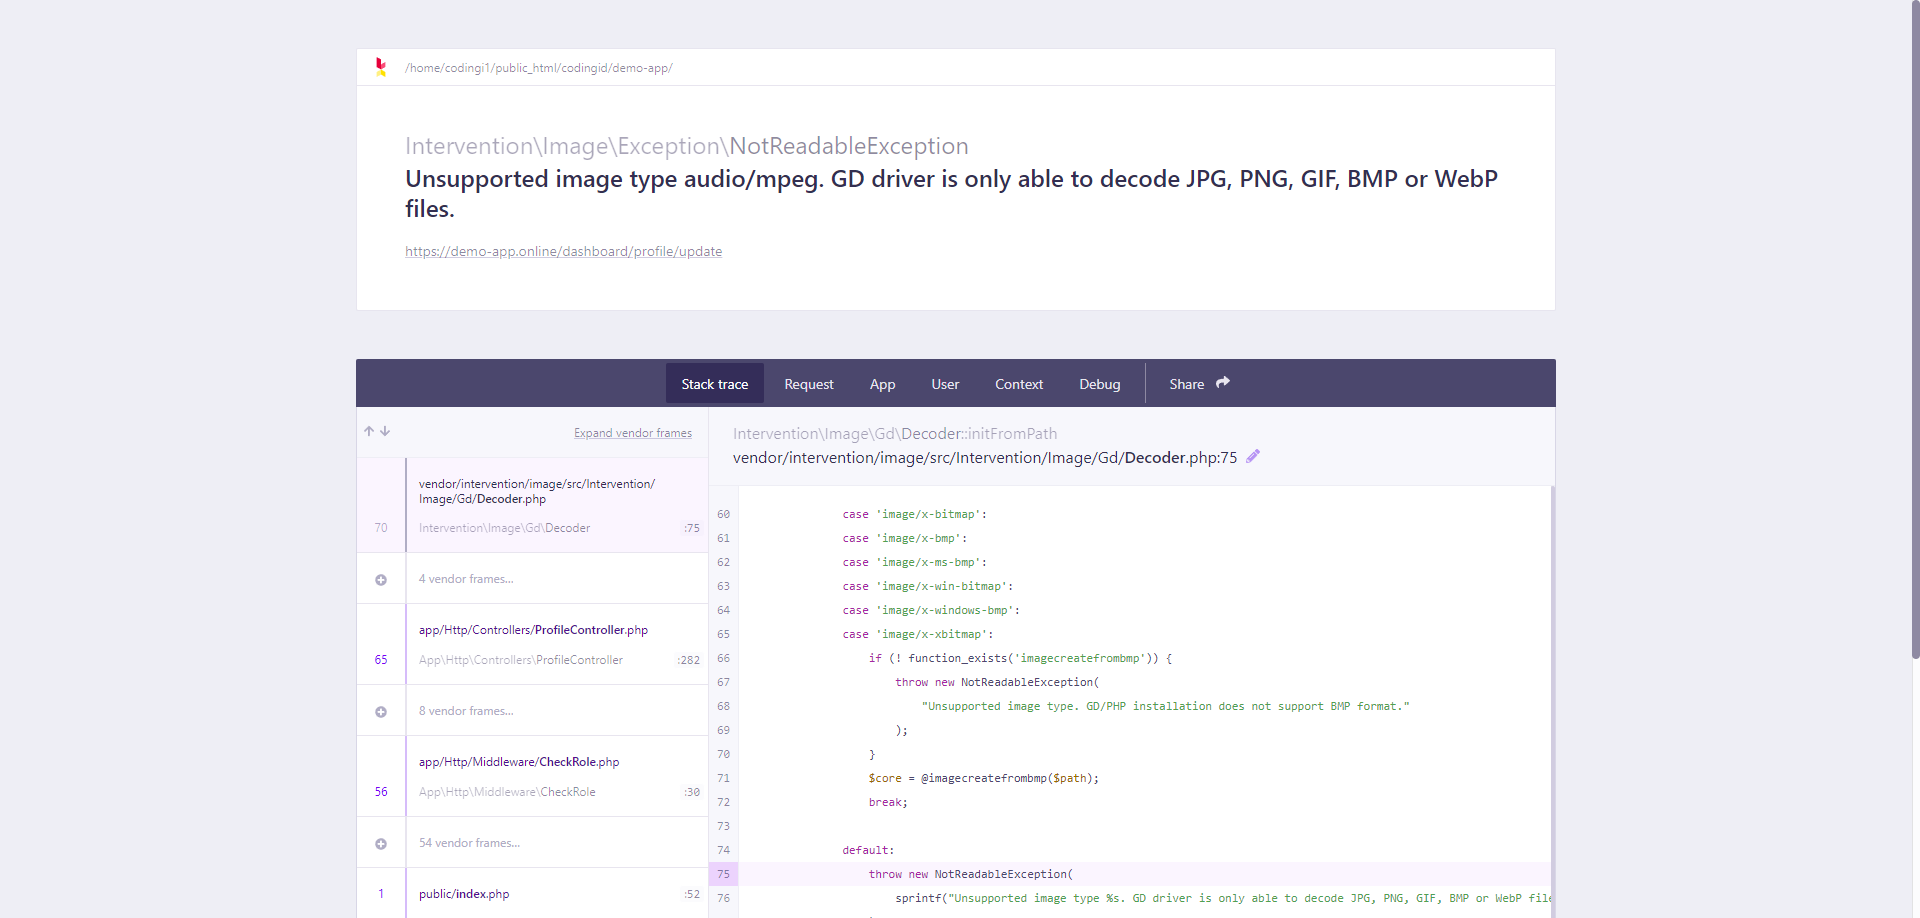 /home/codingi1/public_html/codingid/demo-app/
Intervention\Image\Exception\NotReadableException
Unsupported image type audio/mpeg. GD driver is only able to decode JPG, PNG, GIF, BMP or WebP
files.
https://demo-app.online/dashboard/profile/update
Stack trace Request App User Context Debug Share
Expand vendor frames
vendor/intervention/image/src/Intervention/
Image/Gd/Decoder.php
70 Intervention\Image\Gd\Decoder :75
4 vendor frames...
app/Http/Controllers/ProfileController.php
65 App\Http\Controllers\ProfileController :282
8 vendor frames...
app/Http/Middleware/CheckRole.php
56 App\Http\Middleware\CheckRole :30
54 vendor frames...
1 public/index.php :52
Intervention\Image\Gd\Decoder::initFromPath
vendor/intervention/image/src/Intervention/Image/Gd/Decoder.php:75
60 case 'image/x-bitmap':
61 case 'image/x-bmp':
62 case 'image/x-ms-bmp':
63 case 'image/x-win-bitmap':
64 case 'image/x-windows-bmp':
65 case 'image/x-xbitmap':
66 if (! function_exists('imagecreatefrombmp')) {
67 throw new NotReadableException(
68 "Unsupported image type. GD/PHP installation does not support BMP format."
69 );
70 }
71 $core = @imagecreatefrombmp($path);
72 break;
73
74 default:
75 throw new NotReadableException(
76 sprintf("Unsupported image type %s. GD driver is only able to decode JPG, PNG, GIF, BMP or WebP file